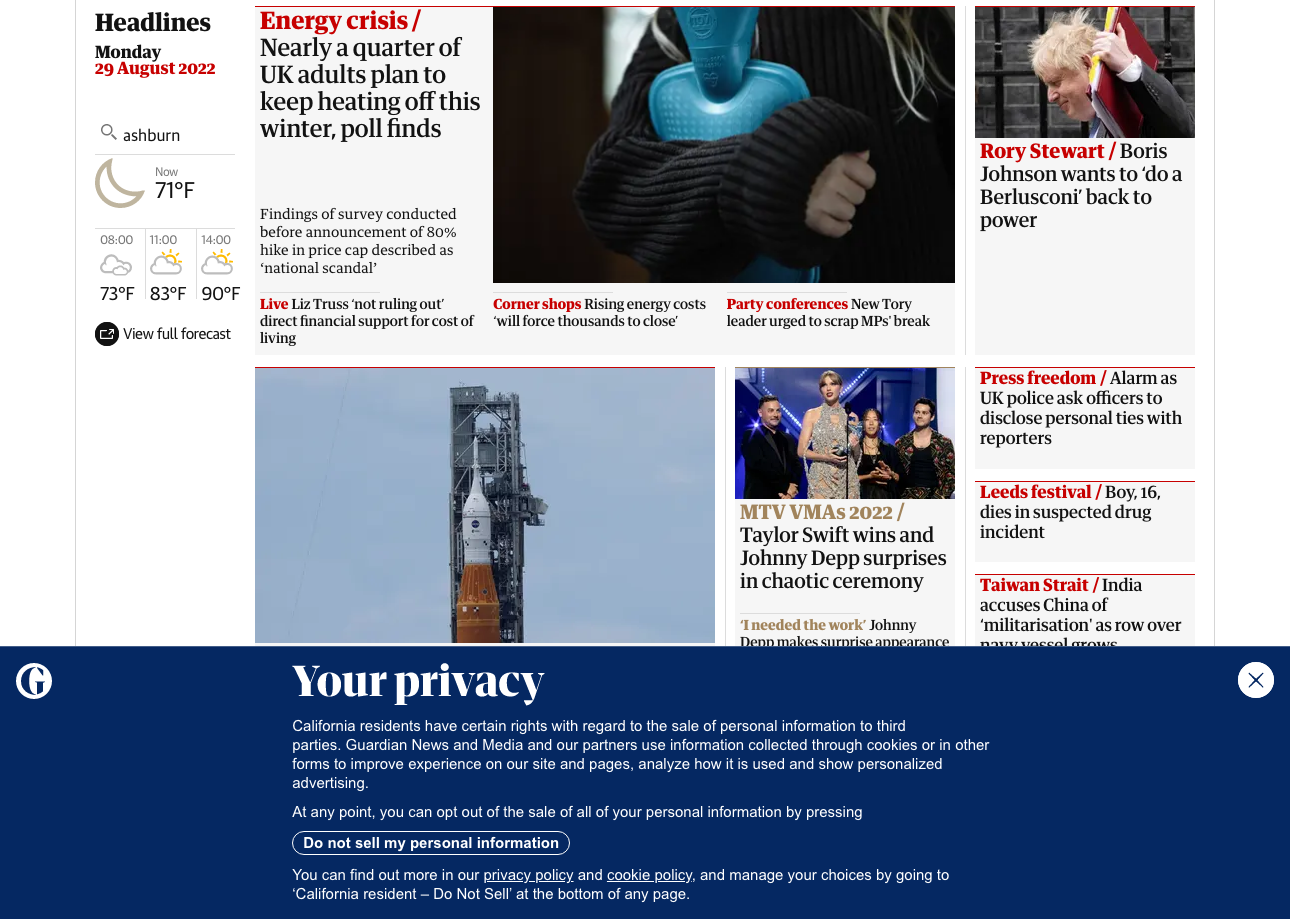 Headlines
Monday
29 August 2022
ashburn
Now
71°F
08:00
73°F
11:00
83°F
14:00
90°F
View full forecast
Energy crisis /
Nearly a quarter of
UK adults plan to
keep heating off this
winter, poll finds
Findings of survey conducted
before announcement of 80%
hike in price cap described as
‘national scandal’
Live Liz Truss ‘not ruling out’
direct financial support for cost of
living
Corner shops Rising energy costs
‘will force thousands to close’
Party conferences New Tory
leader urged to scrap MPs' break
Rory Stewart / Boris
Johnson wants to ‘do a
Berlusconi’ back to
power
MTV VMAs 2022 /
Taylor Swift wins and
Johnny Depp surprises
in chaotic ceremony
‘I needed the work’ Johnny
Depp makes surprise appearance
Press freedom / Alarm as
UK police ask officers to
disclose personal ties with
reporters
Leeds festival / Boy, 16,
dies in suspected drug
incident
Taiwan Strait / India
accuses China of
‘militarisation’ as row over
navy vessel grows
Your privacy
California residents have certain rights with regard to the sale of personal information to third
parties. Guardian News and Media and our partners use information collected through cookies or in other
forms to improve experience on our site and pages, analyze how it is used and show personalized
advertising.
At any point, you can opt out of the sale of all of your personal information by pressing
Do not sell my personal information
You can find out more in our privacy policy and cookie policy, and manage your choices by going to
‘California resident – Do Not Sell’ at the bottom of any page.